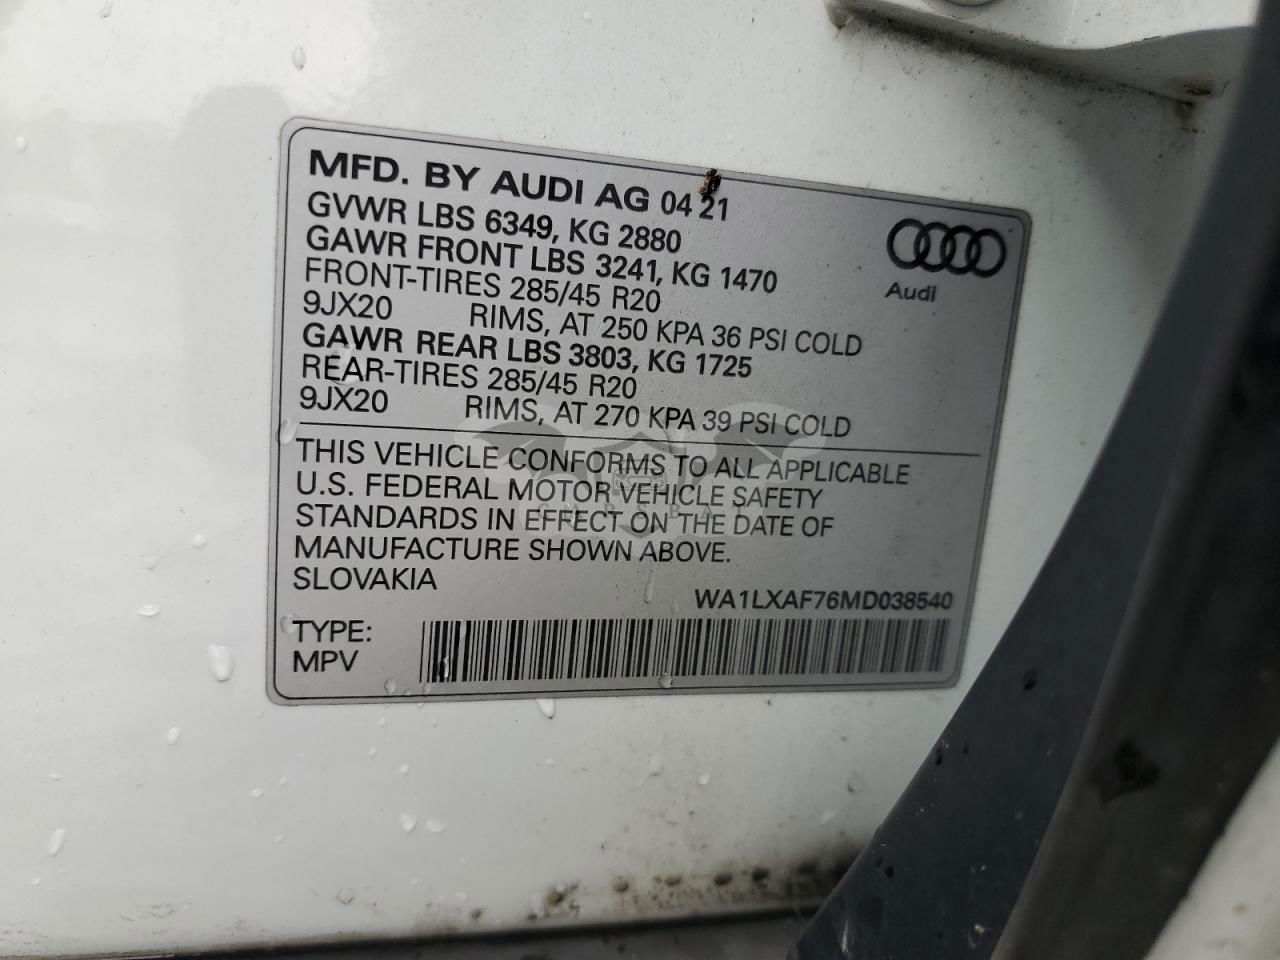 MFD. BY AUDI AG 04 21
GVWR LBS 6349, KG 2880
GAWR FRONT LBS 3241, KG 1470
FRONT-TIRES 285/45 R20
9JX20 RIMS, AT 250 KPA 36 PSI COLD
GAWR REAR LBS 3803, KG 1725
REAR-TIRES 285/45 R20
9JX20 RIMS, AT 270 KPA 39 PSI COLD
Audi
THIS VEHICLE CONFORMS TO ALL APPLICABLE
U.S. FEDERAL MOTOR VEHICLE SAFETY
STANDARDS IN EFFECT ON THE DATE OF
MANUFACTURE SHOWN ABOVE.
SLOVAKIA
WA1LXAF76MD038540
TYPE:
MPV